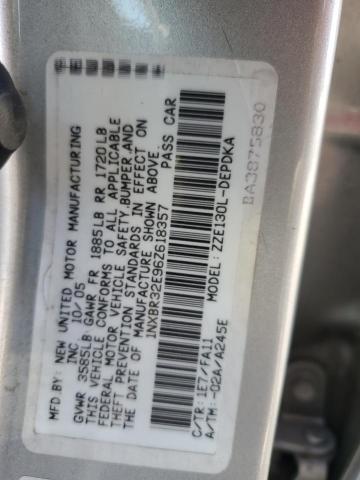 MFD.BY: NEW UNITED MOTOR MANUFACTURING
INC. 10/05
GVWR 3585LB GAWR FR 1885LB RR 1720LB
THIS VEHICLE CONFORMS TO ALL APPLICABLE
FEDERAL MOTOR VEHICLE SAFETY,BUMPER,AND
THEFT PREVENTION STANDARDS IN EFFECT ON
THE DATE OF MANUFACTURE SHOWN ABOVE.
1NXBR32E96Z618357 PASS CAR
ZZE130L-DEPDKA
C/TR:1E7/FA11
A/TM:-02A/A245E
BA3875830